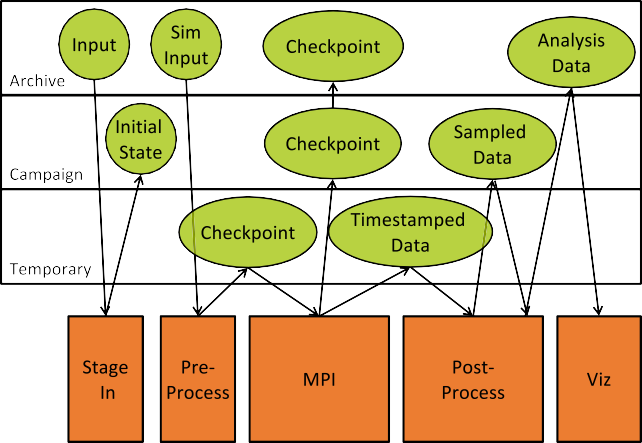 Input
Sim
Input
Checkpoint
Analysis
Data
Archive
Initial
State
Checkpoint
Sampled
Data
Campaign
Checkpoint
Timestamped
Data
Temporary
Stage
In
Pre-
Process
MPI
Post-
Process
Viz